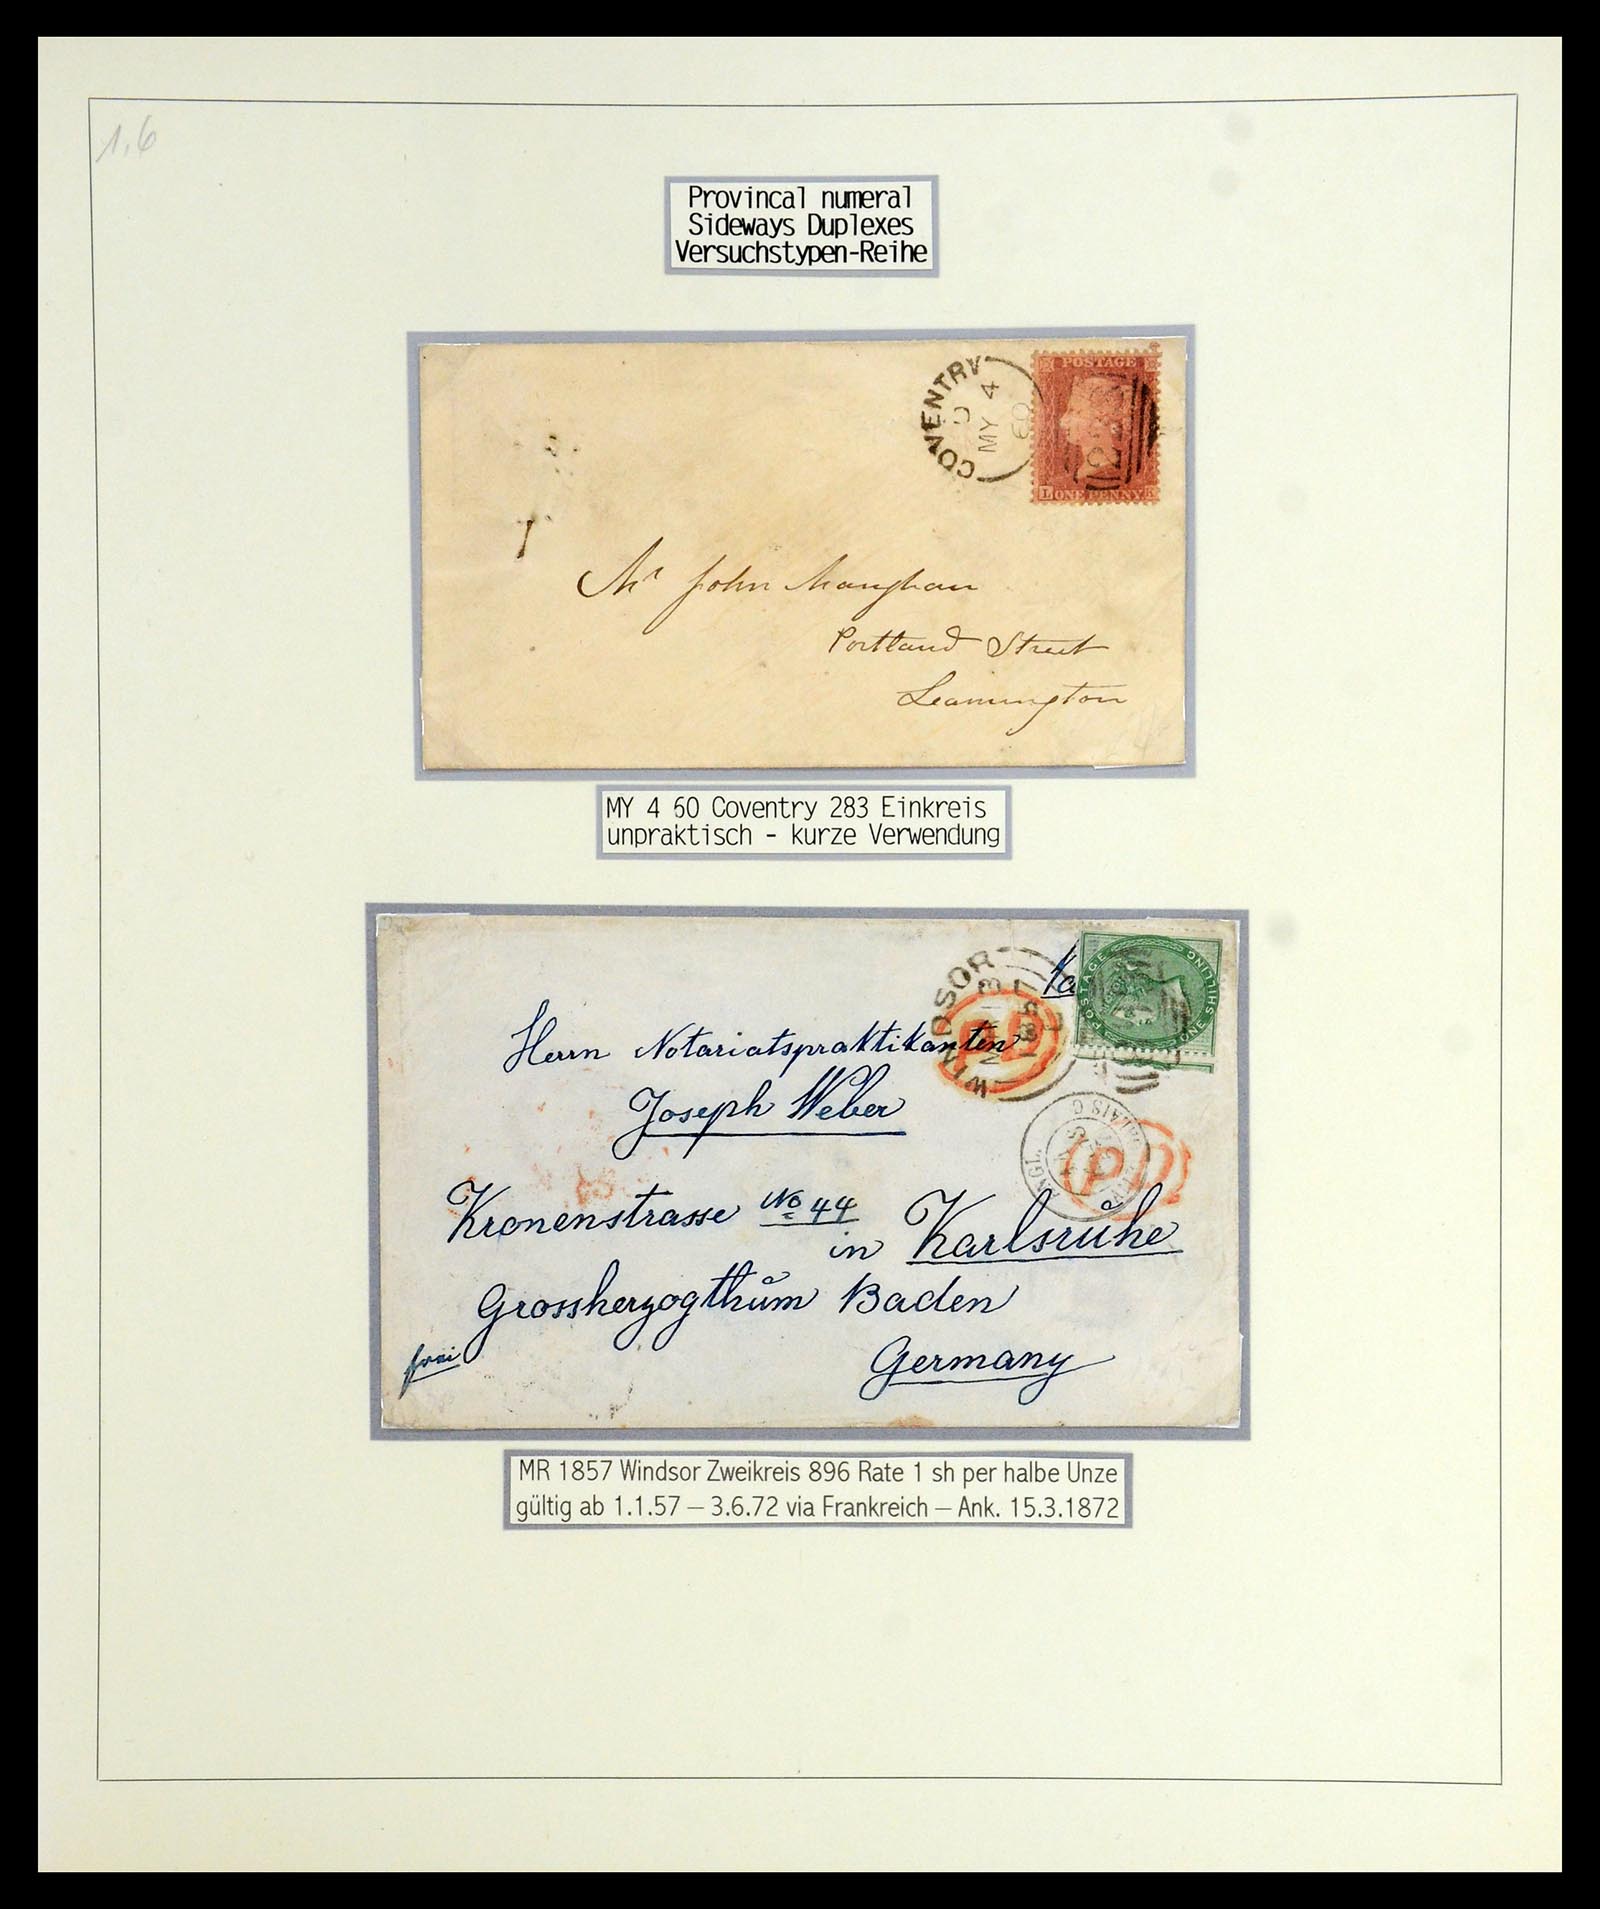 1,6
Provincal numeral
Sideways Duplexes
Versuchstypen-Reihe
COVENTRY
C
MY 4
60
POSTAGE
283
L ONE PENNY K
Mr John Maughan
Portland Street
Leamington
MY 4 60 Coventry 283 Einkreis
unpraktisch - kurze Verwendung
WINDSOR
POSTAGE
ONE SHILLING
PD
Herrn Notariatspraktikanten
Joseph Weber
PD
Kronenstrasse No 44
in Karlsruhe
Grossherzogthum Baden
frei
Germany
MR 1857 Windsor Zweikreis 896 Rate 1 sh per halbe Unze
gültig ab 1.1.57 – 3.6.72 via Frankreich – Ank. 15.3.1872